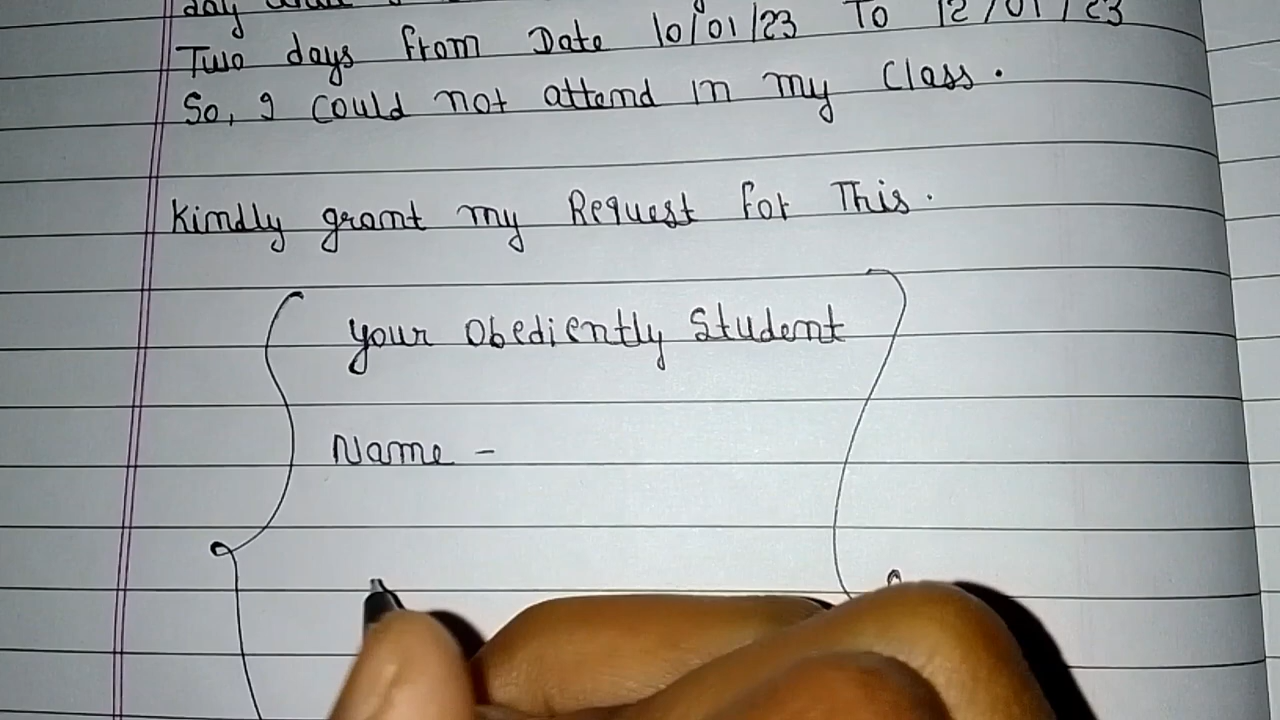 day
Two days from Date 10/01/23 To 12/01/23
So, I could not attend in my Class.
Kindly grant my Request for This.
Your Obediently Student
Name -